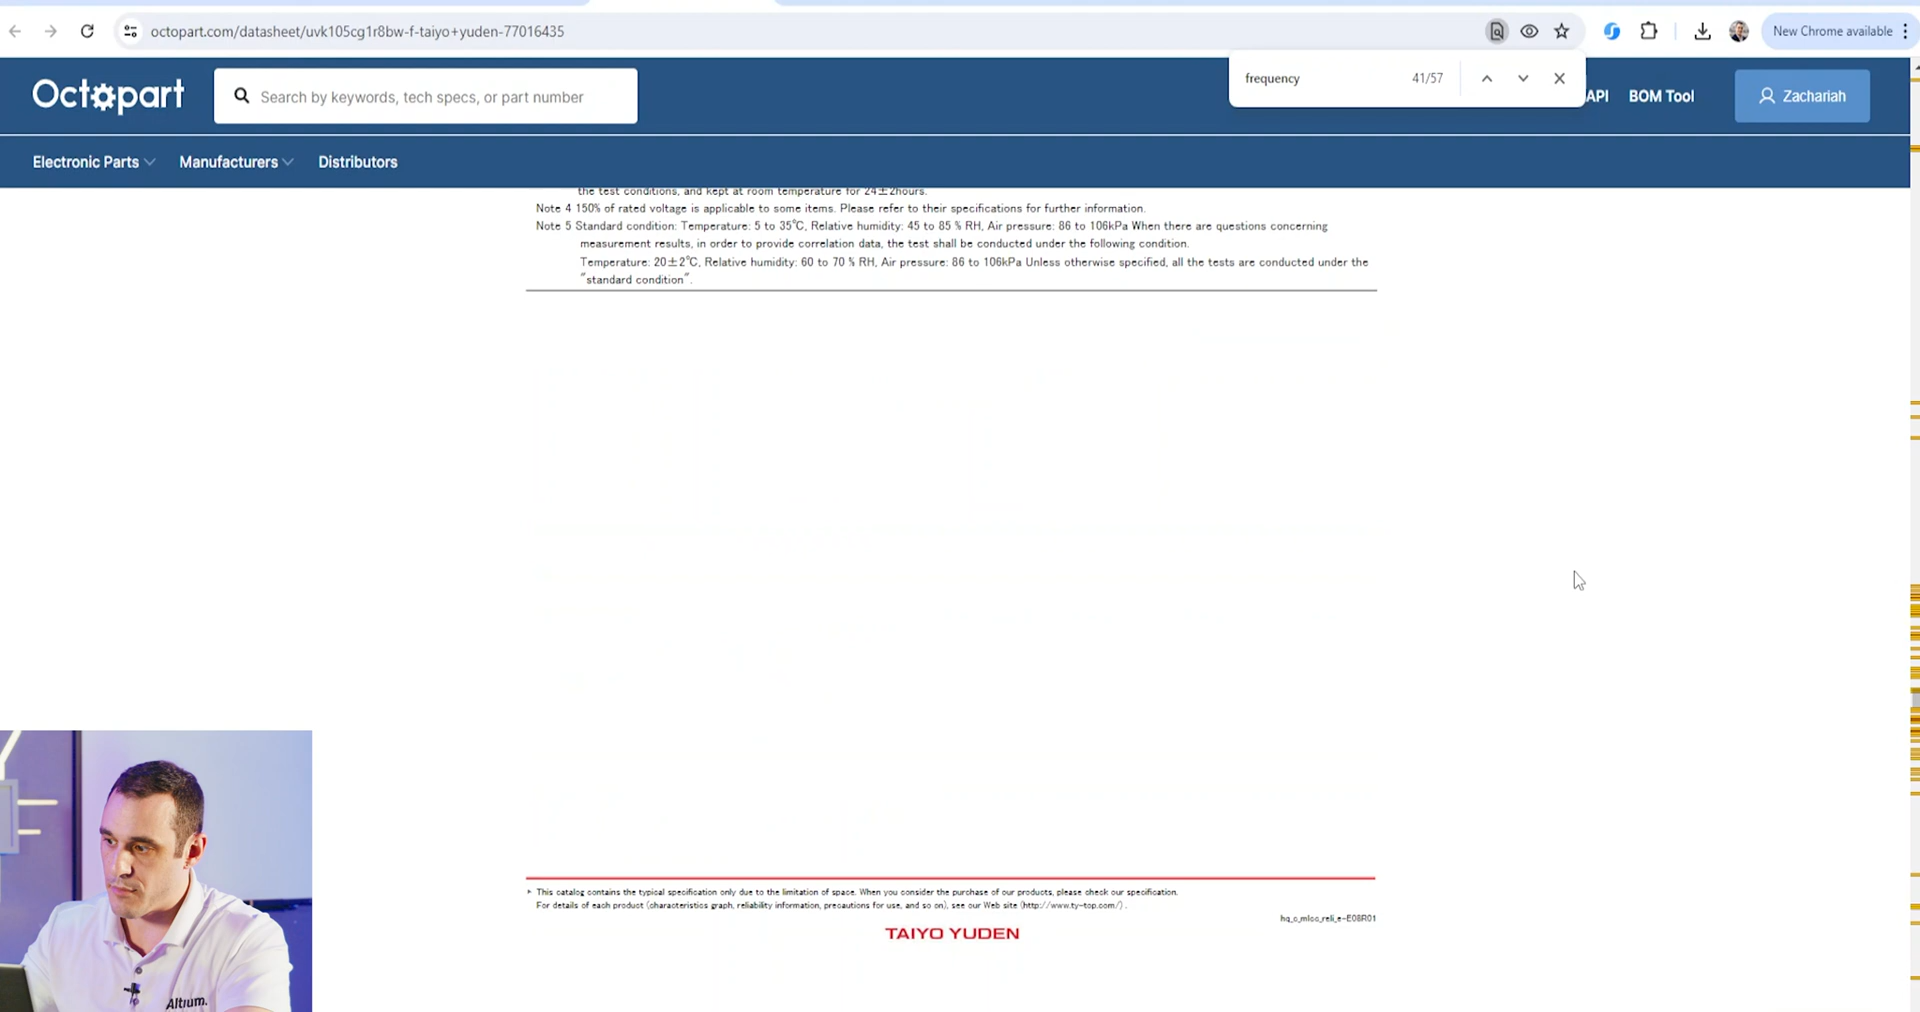 octopart.com/datasheet/uvk105cg1r8bw-f-taiyo+yuden-77016435
New Chrome available
frequency 41/57
Octopart
Search by keywords, tech specs, or part number
API BOM Tool Zachariah
Electronic Parts Manufacturers Distributors
the test conditions, and kept at room temperature for 24±2hours.
Note 4 150% of rated voltage is applicable to some items. Please refer to their specifications for further information.
Note 5 Standard condition: Temperature: 5 to 35℃, Relative humidity: 45 to 85 % RH, Air pressure: 86 to 106kPa When there are questions concerning
measurement results, in order to provide correlation data, the test shall be conducted under the following condition.
Temperature: 20±2℃, Relative humidity: 60 to 70 % RH, Air pressure: 86 to 106kPa Unless otherwise specified, all the tests are conducted under the
"standard condition".
This catalog contains the typical specification only due to the limitation of space. When you consider the purchase of our products, please check our specification.
For details of each product (characteristics graph, reliability information, precautions for use, and so on), see our Web site (http://www.ty-top.com/) .
hq_c_mlcc_reli_e-E08R01
TAIYO YUDEN
Altium.